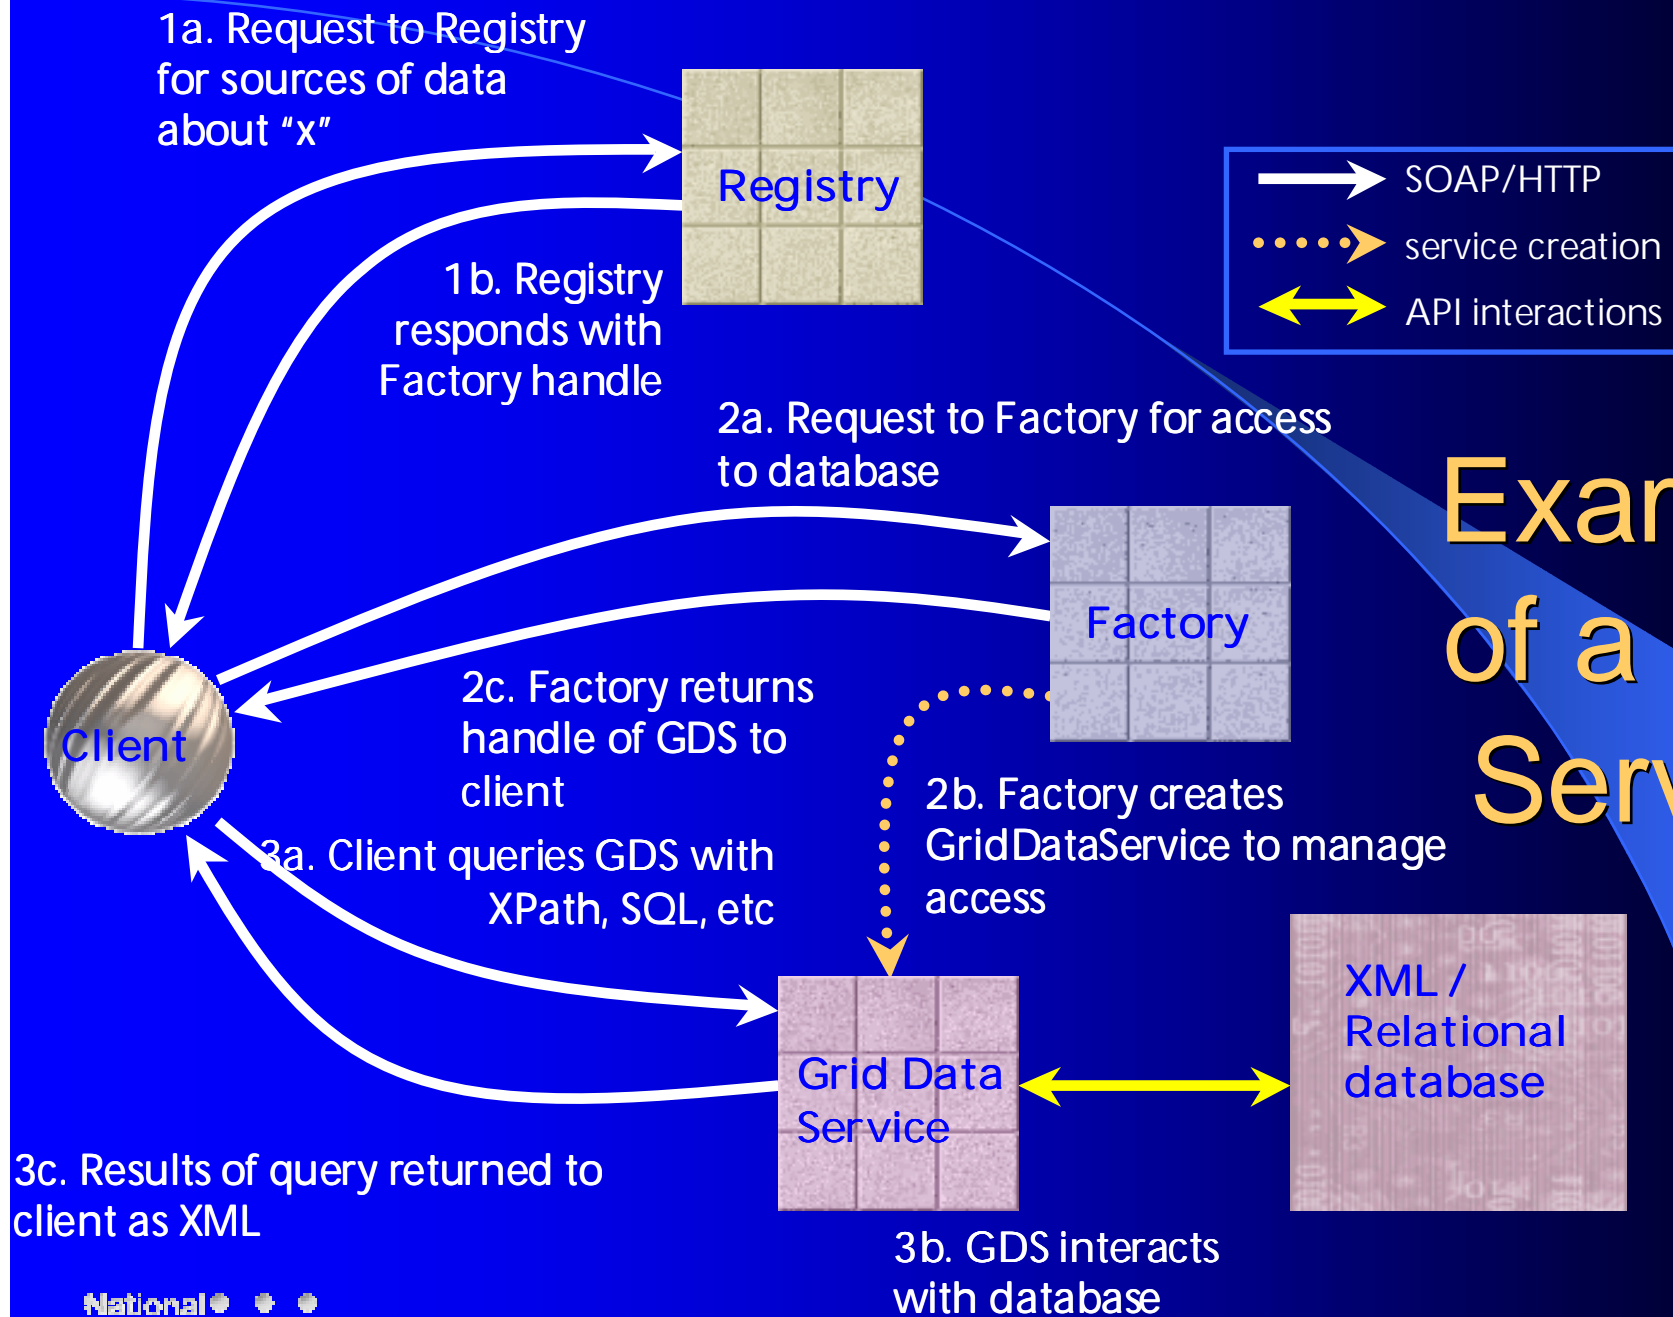 1a. Request to Registry
for sources of data
about “x”
Registry
SOAP/HTTP
service creation
API interactions
1b. Registry
responds with
Factory handle
2a. Request to Factory for access
to database
Factory
of a
2c. Factory returns
handle of GDS to
client
Client
2b. Factory creates
GridDataService to manage
access
3a. Client queries GDS with
XPath, SQL, etc
XML /
Relational
database
Grid Data
Service
3c. Results of query returned to
client as XML
3b. GDS interacts
with database
National